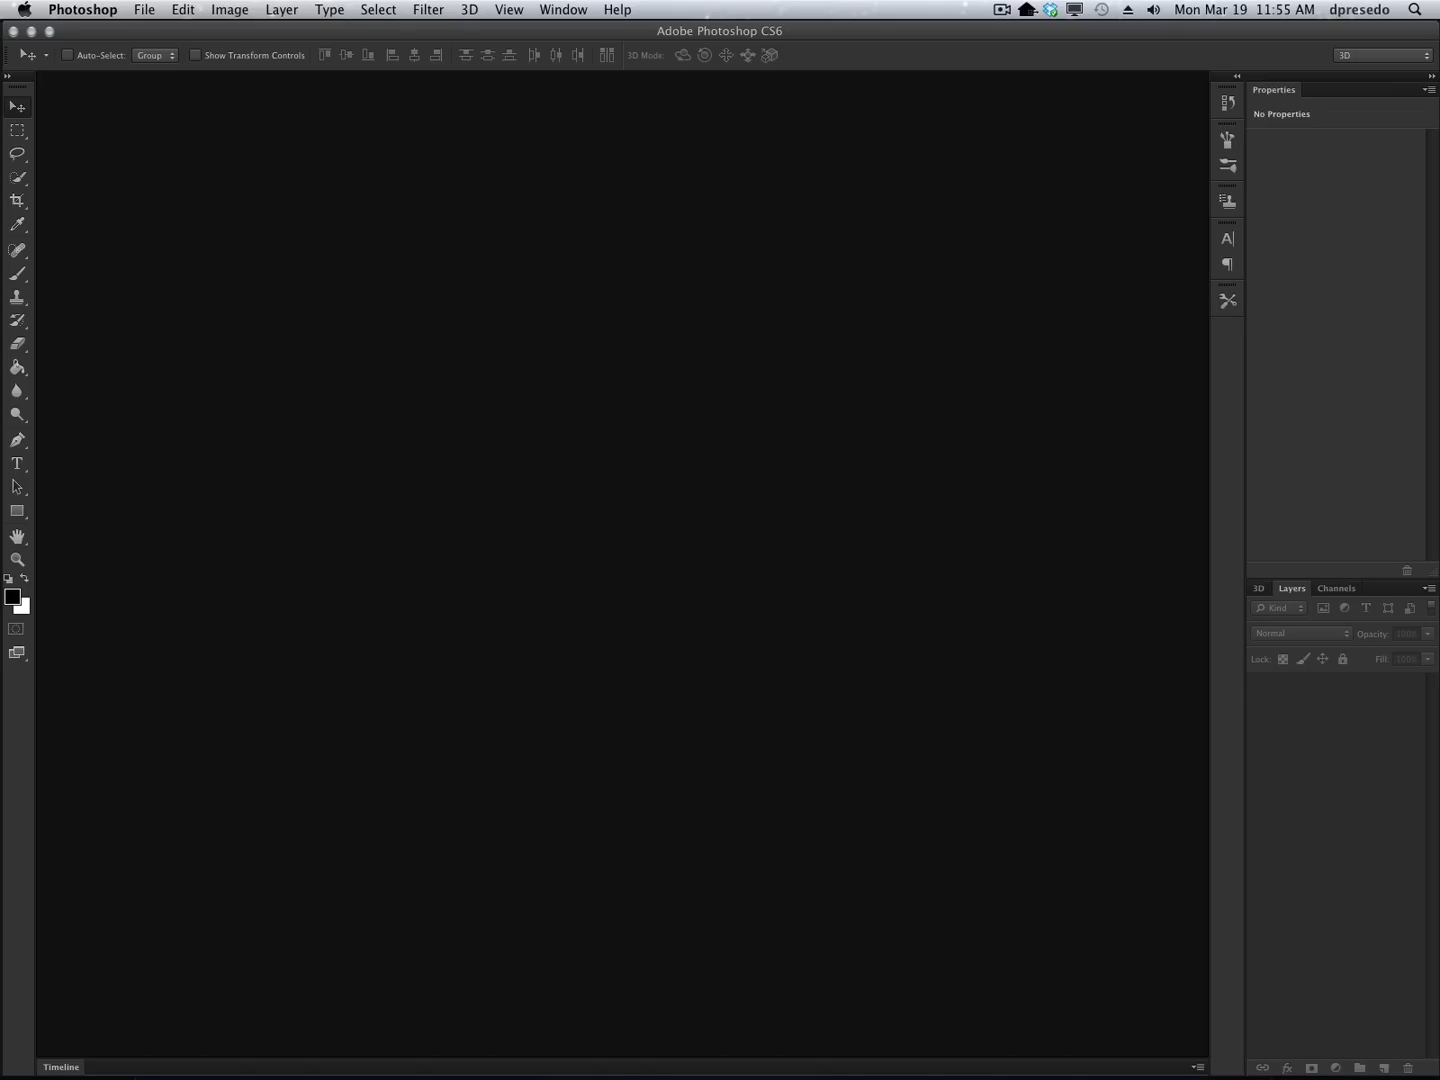 Photoshop File Edit Image Layer Type Select Filter 3D View Window Help Mon Mar 19 11:55 AM dpresedo
Adobe Photoshop CS6
Auto-Select: Group Show Transform Controls 3D Mode: 3D
Properties
No Properties
3D Layers Channels
Kind
Normal Opacity: 100%
Lock: Fill: 100%
Timeline